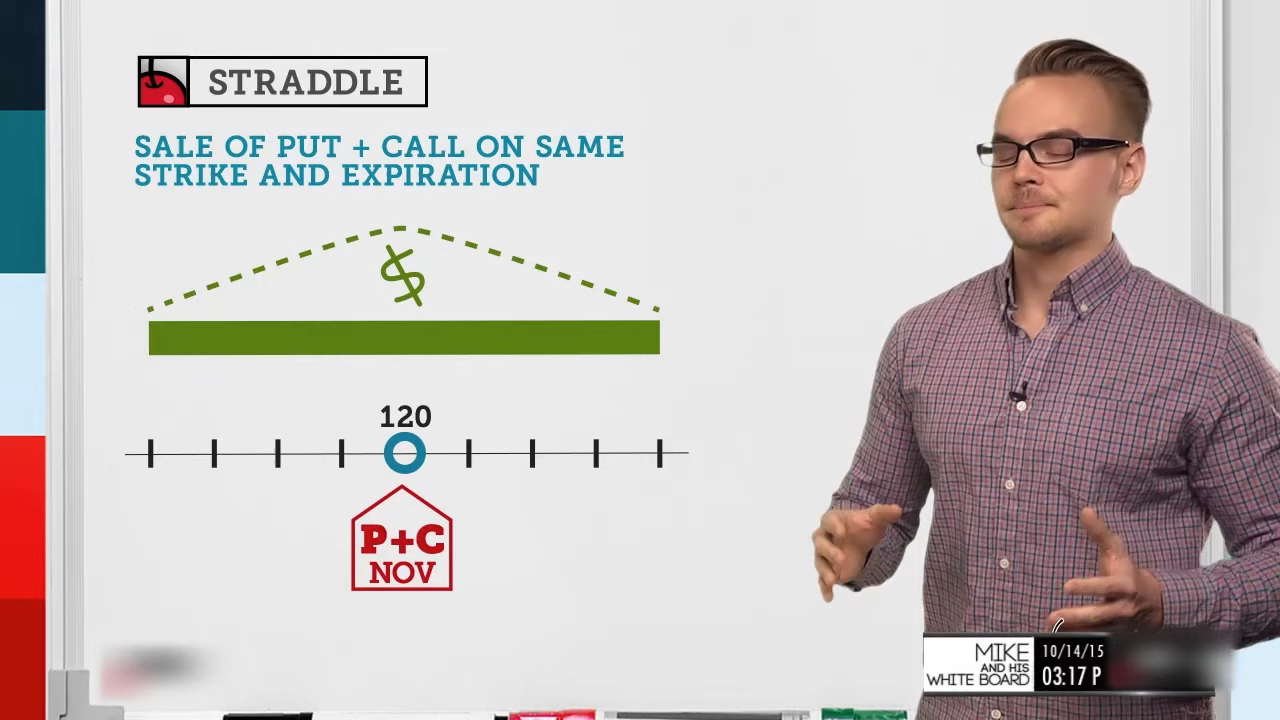 STRADDLE
SALE OF PUT + CALL ON SAME
STRIKE AND EXPIRATION
$
120
P+C
NOV
MIKE
AND HIS
WHITE BOARD
10/14/15
03:17 P